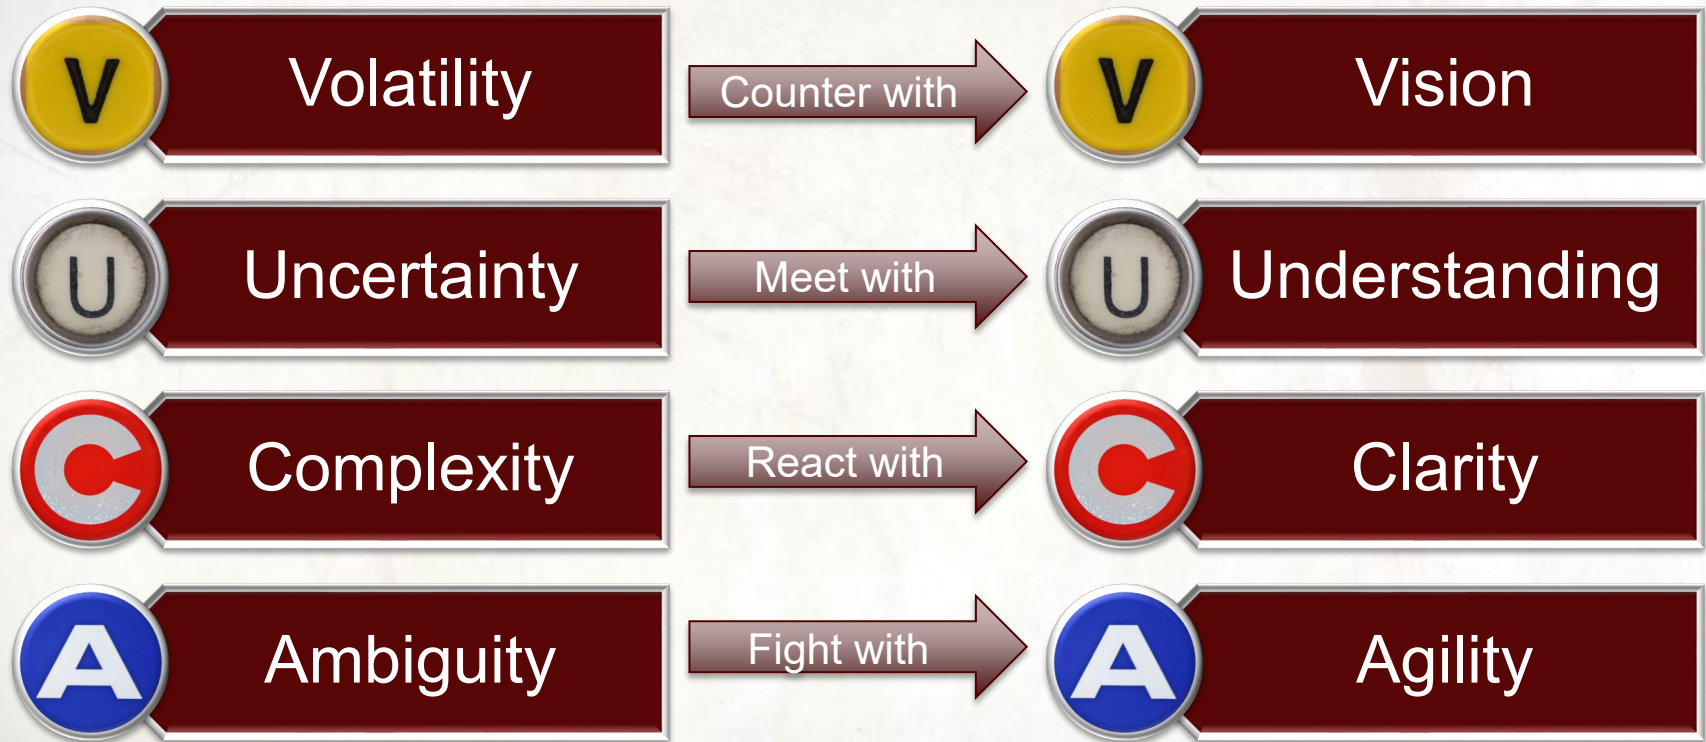 V Volatility Counter with V Vision
U Uncertainty Meet with U Understanding
C Complexity React with C Clarity
A Ambiguity Fight with A Agility